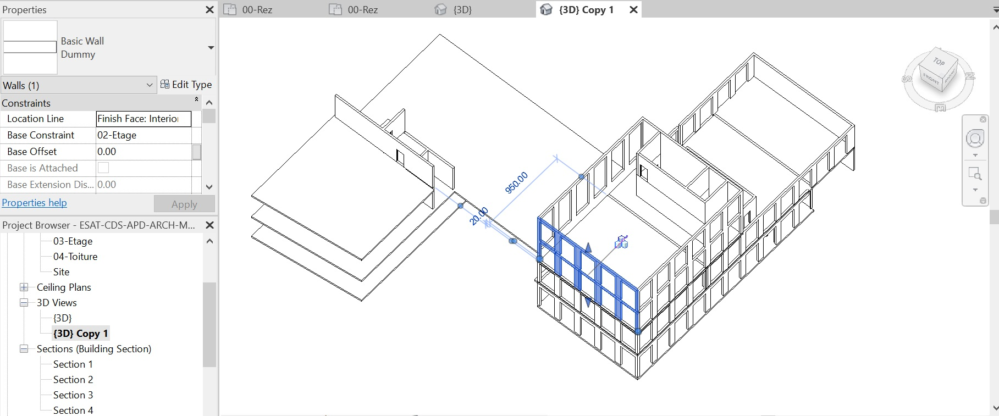 Properties
00-Rez
00-Rez
{3D}
{3D} Copy 1
Basic Wall
Dummy
Walls (1)
Edit Type
Constraints
Location Line
Finish Face: Interior
Base Constraint
02-Etage
Base Offset
0.00
Base is Attached
Base Extension Dis...
0.00
Properties help
Apply
Project Browser - ESAT-CDS-APD-ARCH-M...
03-Etage
04-Toiture
Site
Ceiling Plans
3D Views
{3D}
{3D} Copy 1
Sections (Building Section)
Section 1
Section 2
Section 3
Section 4
950.00
20.00
TOP
FRONT
S
N
E